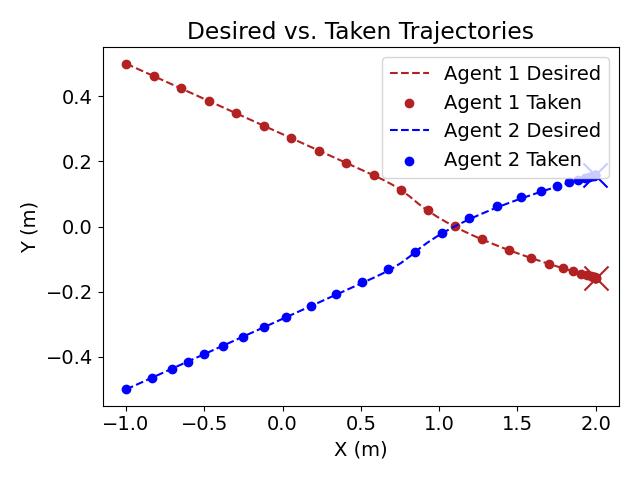 Desired vs. Taken Trajectories
Agent 1 Desired
Agent 1 Taken
Agent 2 Desired
Agent 2 Taken
Y (m)
0.4
0.2
0.0
−0.2
−0.4
−1.0 −0.5 0.0 0.5 1.0 1.5 2.0
X (m)